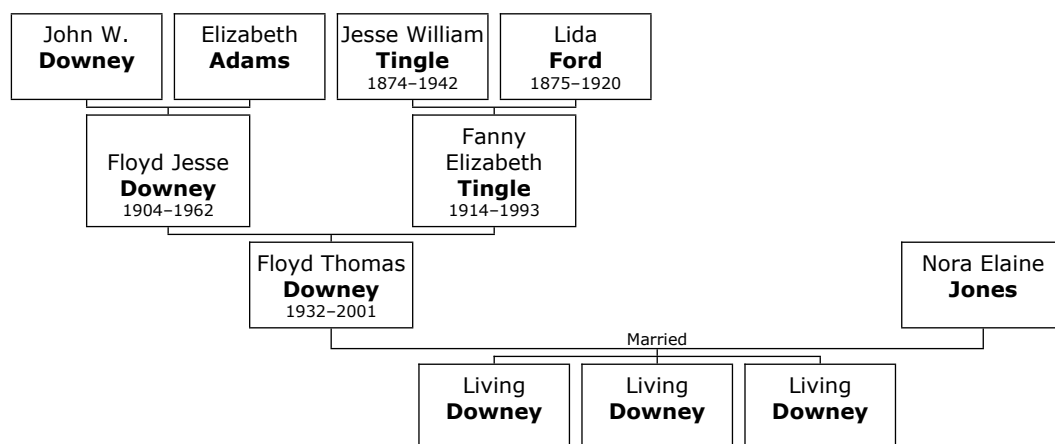 John W.
Downey
Elizabeth
Adams
Jesse William
Tingle
1874–1942
Lida
Ford
1875–1920
Floyd Jesse
Downey
1904–1962
Fanny
Elizabeth
Tingle
1914–1993
Floyd Thomas
Downey
1932–2001
Nora Elaine
Jones
Married
Living
Downey
Living
Downey
Living
Downey